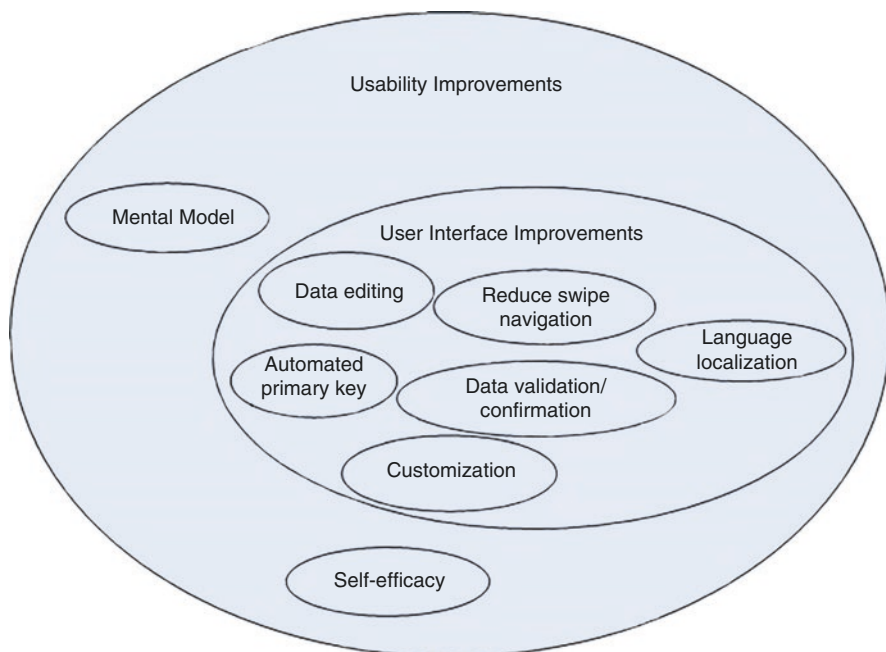 Usability Improvements
Mental Model
User Interface Improvements
Data editing
Reduce swipe
navigation
Language
localization
Automated
primary key
Data validation/
confirmation
Customization
Self-efficacy